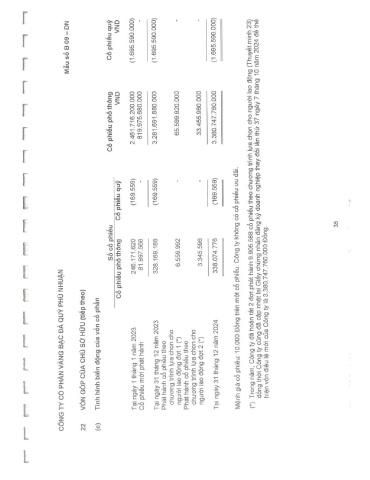 CÔNG TY CỔ PHẦN VÀNG BẠC ĐÁ QUÝ PHÚ NHUẬN
Mẫu số B 09 – DN
22 VỐN GÓP CỦA CHỦ SỞ HỮU (tiếp theo)
(c) Tình hình biến động của vốn cổ phần
Số cổ phiếu
Cổ phiếu phổ thông Cổ phiếu quỹ Cổ phiếu phổ thông VND Cổ phiếu quỹ VND
Tại ngày 1 tháng 1 năm 2023 246.171.620 (169.559) 2.461.716.200.000 (1.695.590.000)
Cổ phiếu mới phát hành 81.997.568 - 819.975.680.000 -
Tại ngày 31 tháng 12 năm 2023 328.169.188 (169.559) 3.281.691.880.000 (1.695.590.000)
Phát hành cổ phiếu theo
chương trình lựa chọn cho
người lao động đợt 1 (*) 6.559.992 - 65.599.920.000 -
Phát hành cổ phiếu theo
chương trình lựa chọn cho
người lao động đợt 2 (*) 3.345.596 - 33.455.960.000 -
Tại ngày 31 tháng 12 năm 2024 338.074.776 (169.559) 3.380.747.760.000 (1.695.590.000)
Mệnh giá cổ phiếu: 10.000 Đồng trên một cổ phiếu. Công ty không có cổ phiếu ưu đãi.
(*) Trong năm, Công ty đã hoàn tất 2 đợt phát hành 9.905.588 cổ phiếu theo chương trình lựa chọn cho người lao động (Thuyết minh 23)
đồng thời Công ty cũng đã cập nhật lại Giấy chứng nhận đăng ký doanh nghiệp thay đổi lần thứ 37 ngày 7 tháng 10 năm 2024 để thể
hiện vốn điều lệ mới của Công ty là 3.380.747.760.000 Đồng.
38